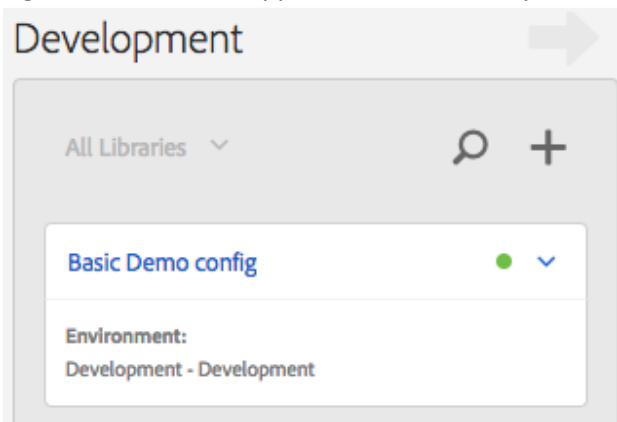 Development
All Libraries
Basic Demo config
Environment:
Development - Development